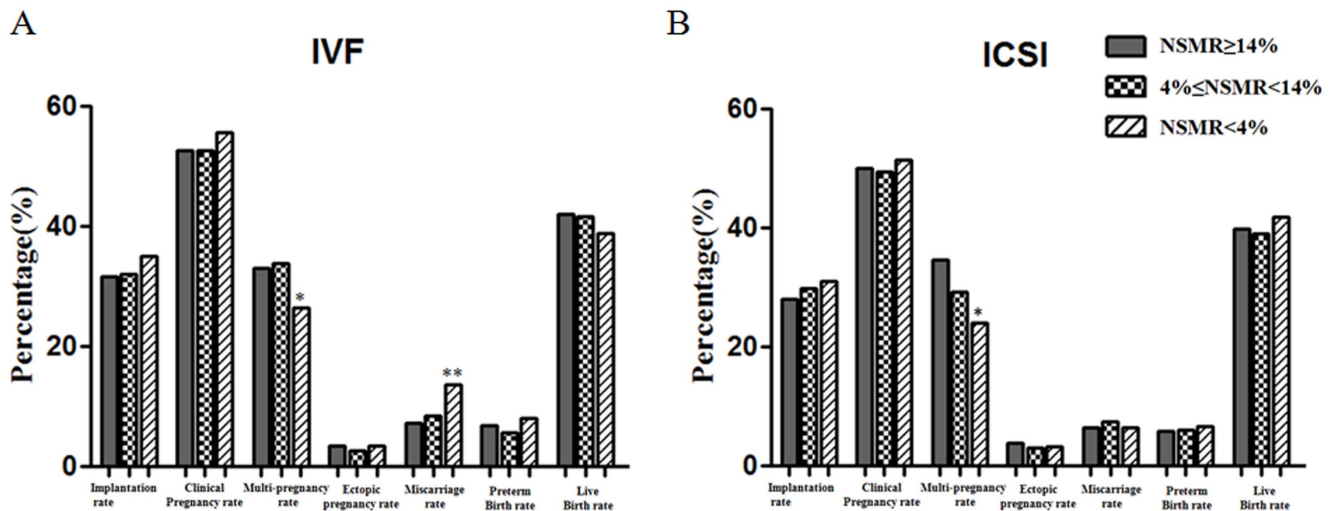 A
IVF
Percentage(%)
60
40
20
0
*
**
Implantation rate
Clinical Pregnancy rate
Multi-pregnancy rate
Ectopic pregnancy rate
Miscarriage rate
Preterm Birth rate
Live Birth rate
B
ICSI
NSMR≥14%
4%≤NSMR<14%
NSMR<4%
Percentage(%)
60
40
20
0
*
Implantation rate
Clinical Pregnancy rate
Multi-pregnancy rate
Ectopic pregnancy rate
Miscarriage rate
Preterm Birth rate
Live Birth rate